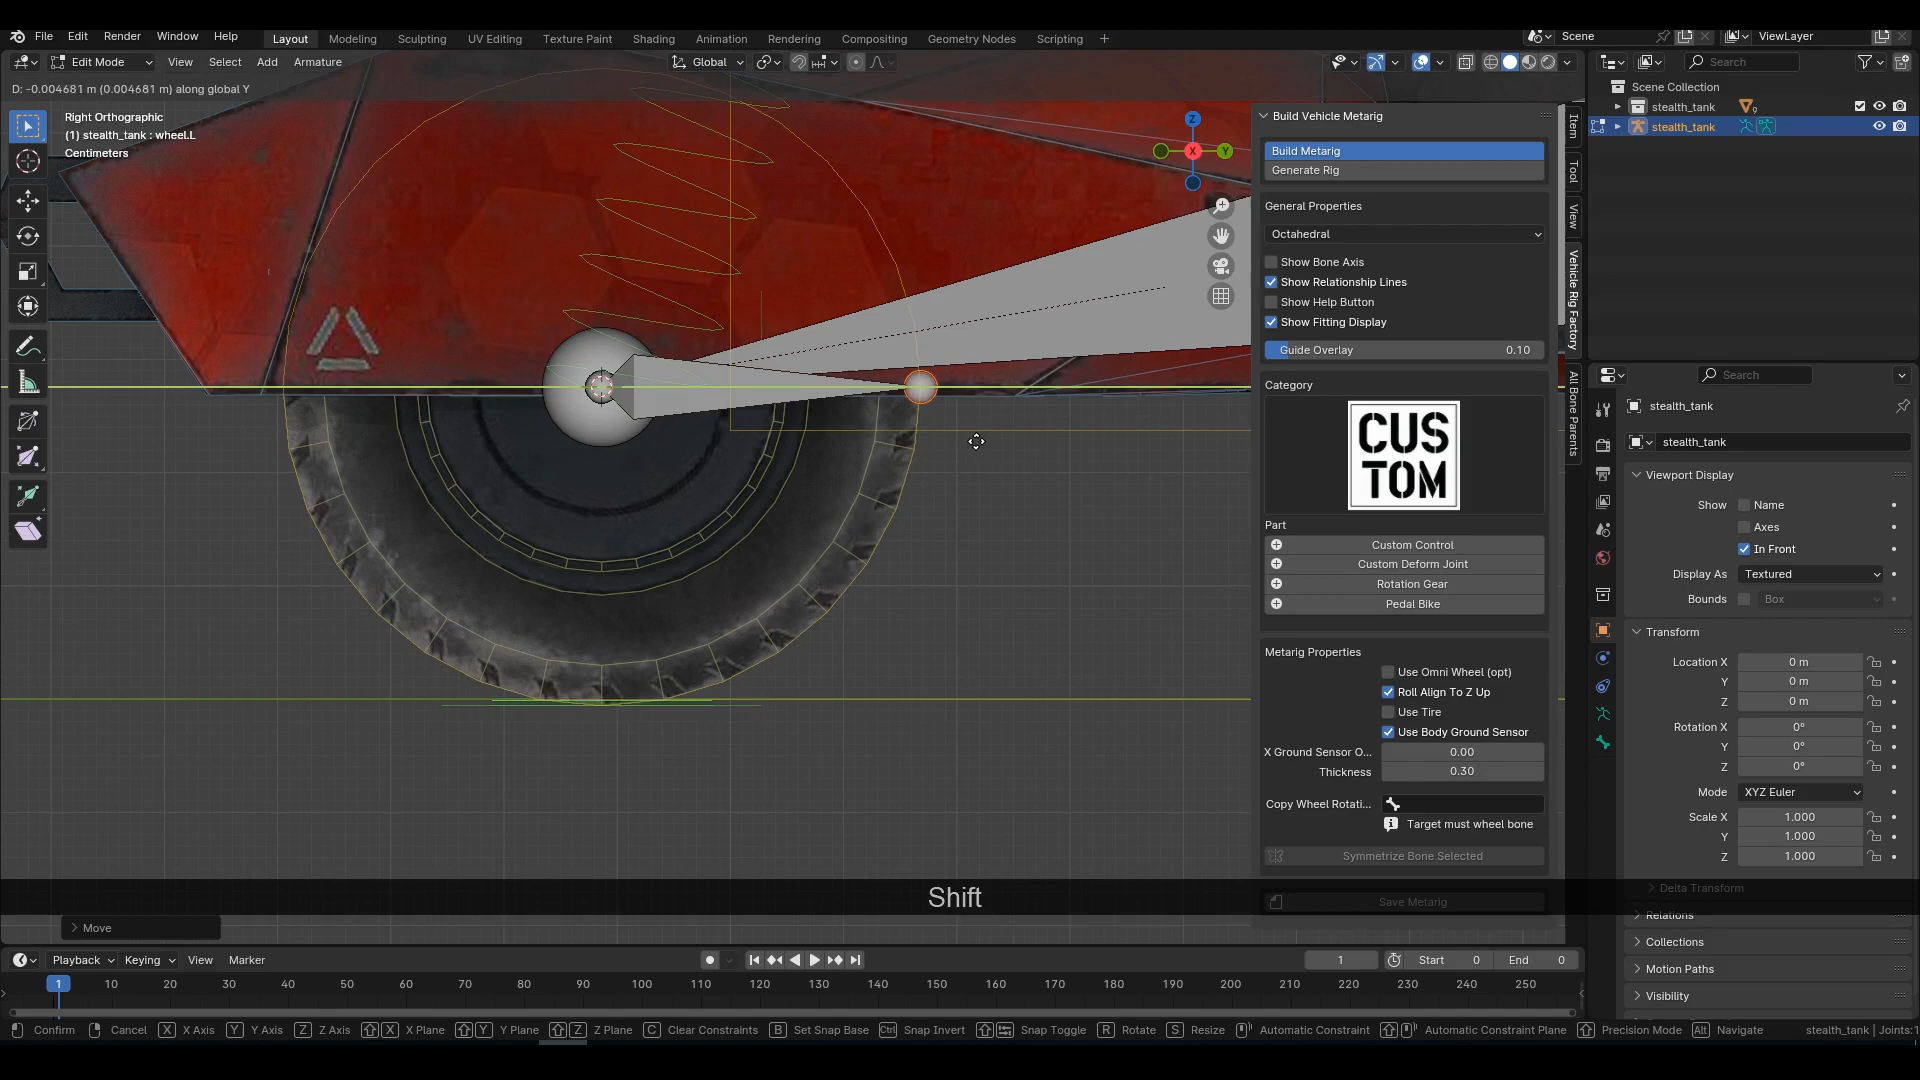 File Edit Render Window Help Layout Modeling Sculpting UV Editing Texture Paint Shading Animation Rendering Compositing Geometry Nodes Scripting + Scene ViewLayer
Edit Mode View Select Add Armature Global Search
D: -0.004681 m (0.004681 m) along global Y
Right Orthographic
(1) stealth_tank : wheel.L
Centimeters
Z
X
Y
Build Vehicle Metarig
Build Metarig
Generate Rig
General Properties
Octahedral
Show Bone Axis
Show Relationship Lines
Show Help Button
Show Fitting Display
Guide Overlay 0.10
Category
CUS
TOM
Part
Custom Control
Custom Deform Joint
Rotation Gear
Pedal Bike
Metarig Properties
Use Omni Wheel (opt)
Roll Align To Z Up
Use Tire
Use Body Ground Sensor
X Ground Sensor O... 0.00
Thickness 0.30
Copy Wheel Rotati...
Target must wheel bone
Symmetrize Bone Selected
Save Metarig
Item
Tool
View
Vehicle Rig Factory
All Bone Parents
Scene Collection
stealth_tank 9
stealth_tank
Search
stealth_tank
stealth_tank
Viewport Display
Show Name
Axes
In Front
Display As Textured
Bounds Box
Transform
Location X 0 m
Y 0 m
Z 0 m
Rotation X 0°
Y 0°
Z 0°
Mode XYZ Euler
Scale X 1.000
Y 1.000
Z 1.000
Delta Transform
Relations
Collections
Motion Paths
Visibility
Shift
Move
Playback Keying View Marker 1 Start 0 End 0
1 10 20 30 40 50 60 70 80 90 100 110 120 130 140 150 160 170 180 190 200 210 220 230 240 250
Confirm Cancel X X Axis Y Y Axis Z Z Axis X X Plane Y Y Plane Z Z Plane C Clear Constraints B Set Snap Base Ctrl Snap Invert Snap Toggle R Rotate S Resize Automatic Constraint Automatic Constraint Plane Precision Mode Alt Navigate stealth_tank | Joints:1